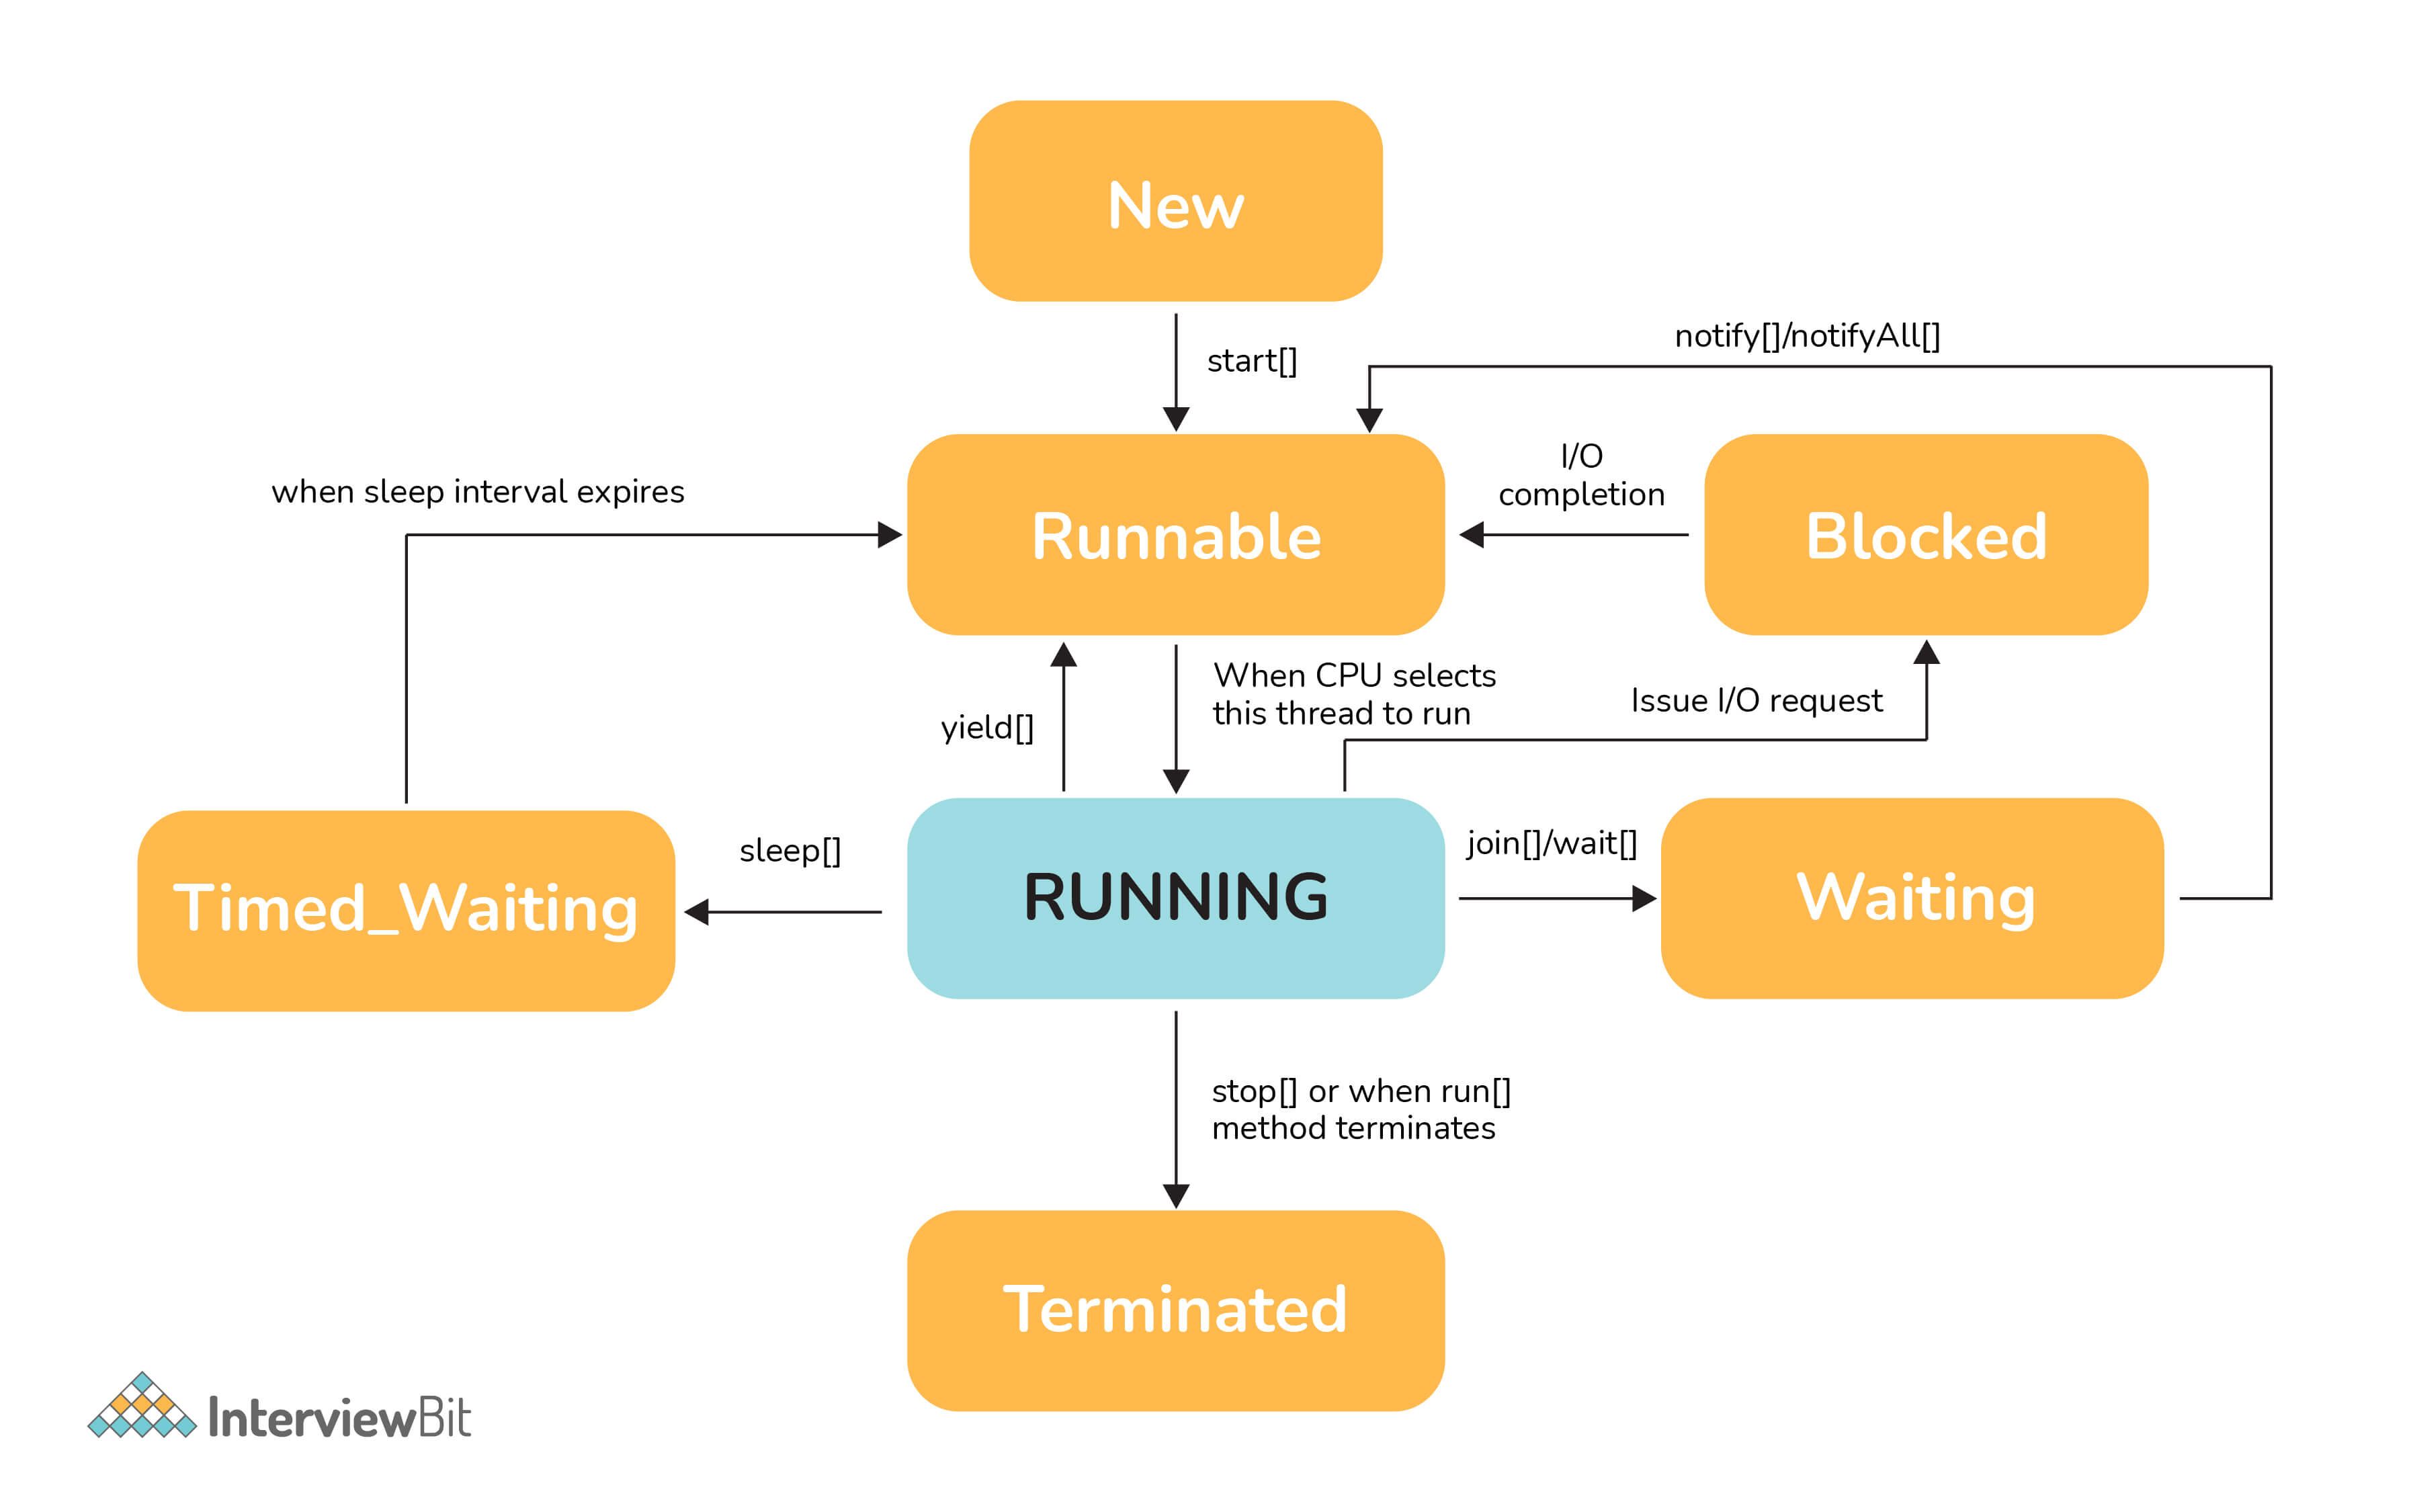 New
start[]
notify[]/notifyAll[]
when sleep interval expires
Runnable
I/O
completion
Blocked
yield[]
When CPU selects
this thread to run
Issue I/O request
Timed_Waiting
sleep[]
RUNNING
join[]/wait[]
Waiting
stop[] or when run[]
method terminates
Terminated
InterviewBit